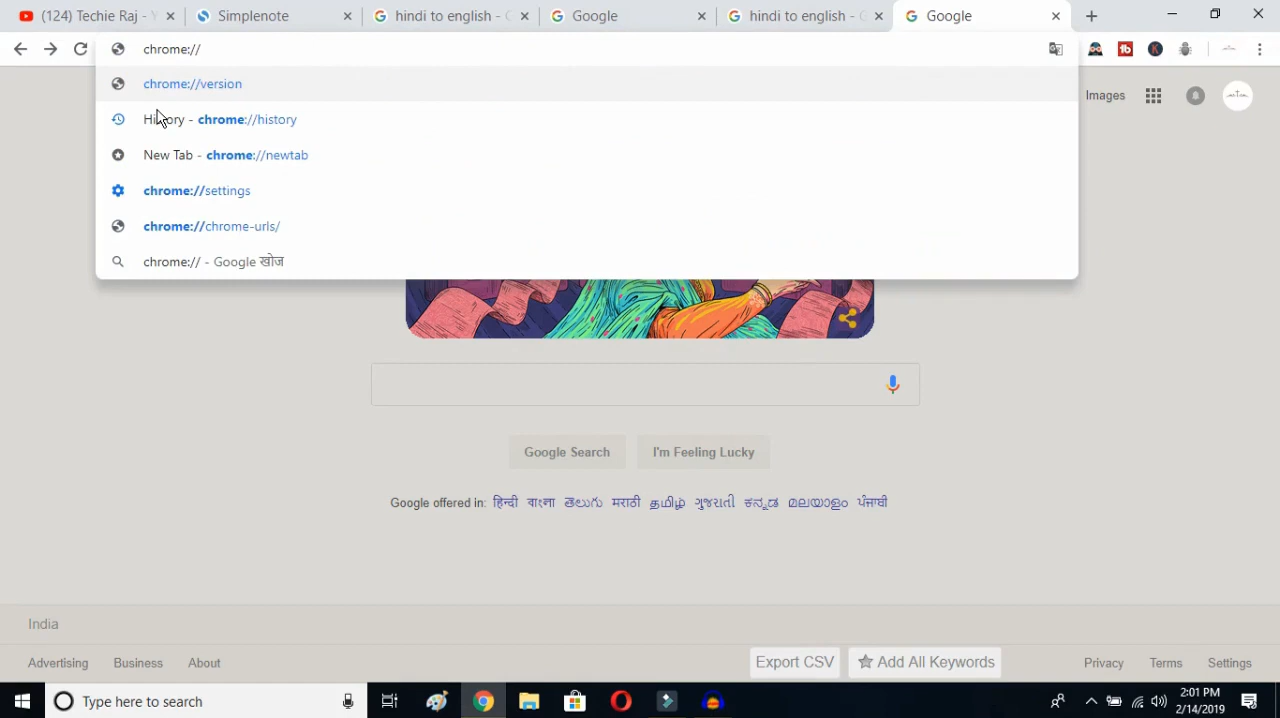 (124) Techie Raj - Y
Simplenote
hindi to english - G
Google
hindi to english - G
Google
chrome://
chrome://version
History - chrome://history
New Tab - chrome://newtab
chrome://settings
chrome://chrome-urls/
chrome:// - Google खोज
Images
Google Search
I'm Feeling Lucky
Google offered in: हिन्दी বাংলা తెలుగు मराठी தமிழ் ગુજરાતી ಕನ್ನಡ മലയാളം ਪੰਜਾਬੀ
India
Advertising Business About
Export CSV
Add All Keywords
Privacy Terms Settings
Type here to search
2:01 PM
2/14/2019